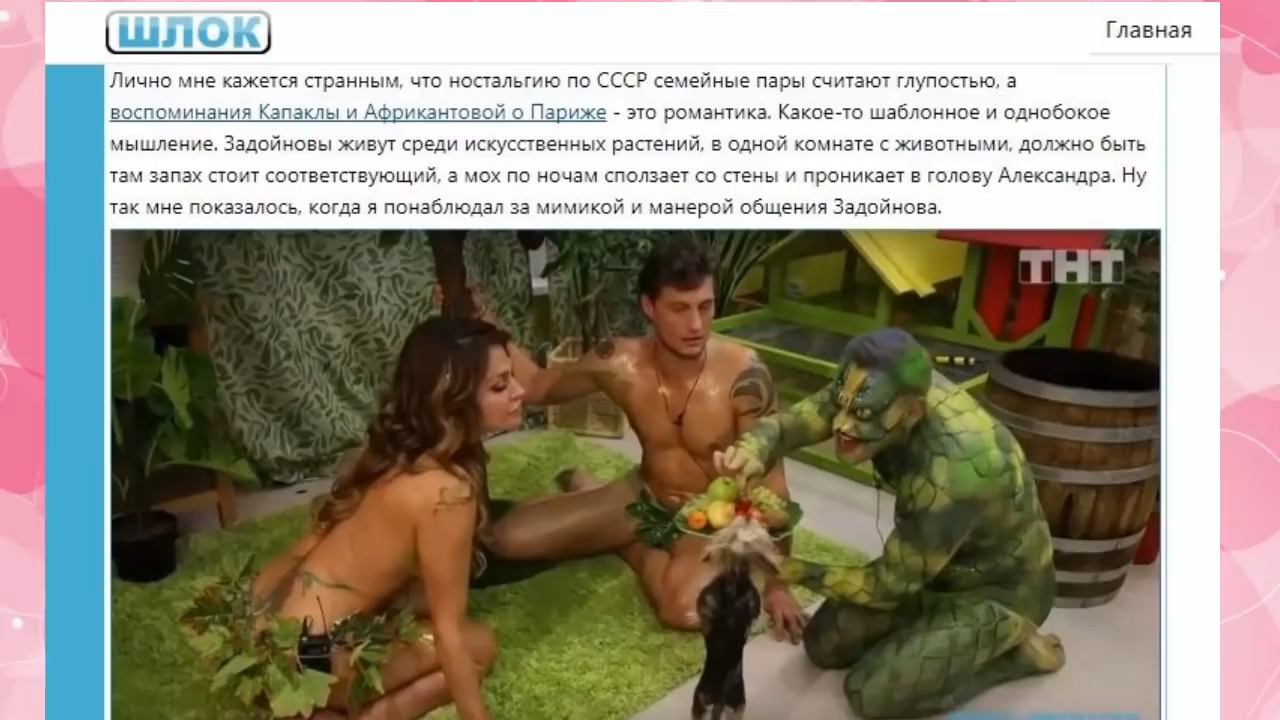 ШЛОК
Главная
Лично мне кажется странным, что ностальгию по СССР семейные пары считают глупостью, а
воспоминания Капаклы и Африкантовой о Париже - это романтика. Какое-то шаблонное и однобокое
мышление. Задойновы живут среди искусственных растений, в одной комнате с животными, должно быть
там запах стоит соответствующий, а мох по ночам сползает со стены и проникает в голову Александра. Ну
так мне показалось, когда я понаблюдал за мимикой и манерой общения Задойнова.
ТНТ